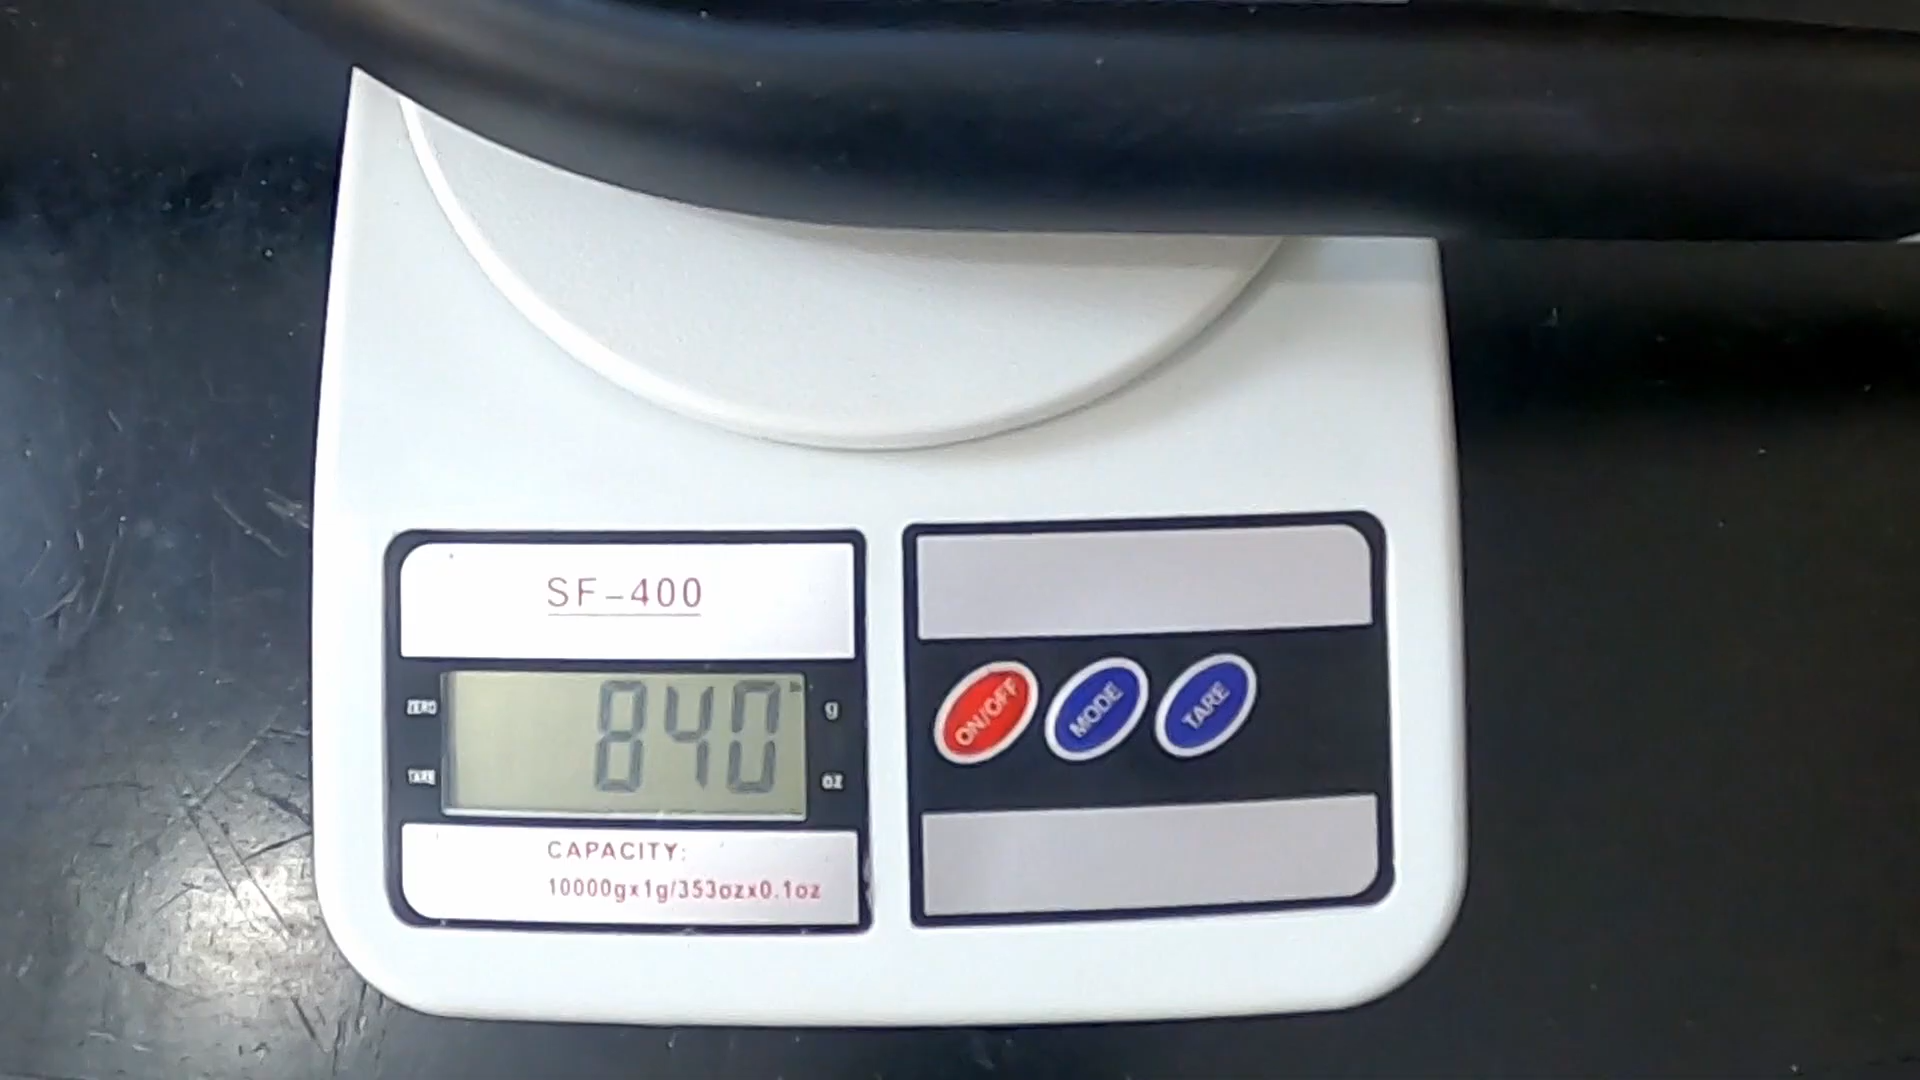 SF-400
ZERO
840
g
TARE
oz
CAPACITY:
10000gx1g/353ozx0.1oz
ON/OFF
MODE
TARE